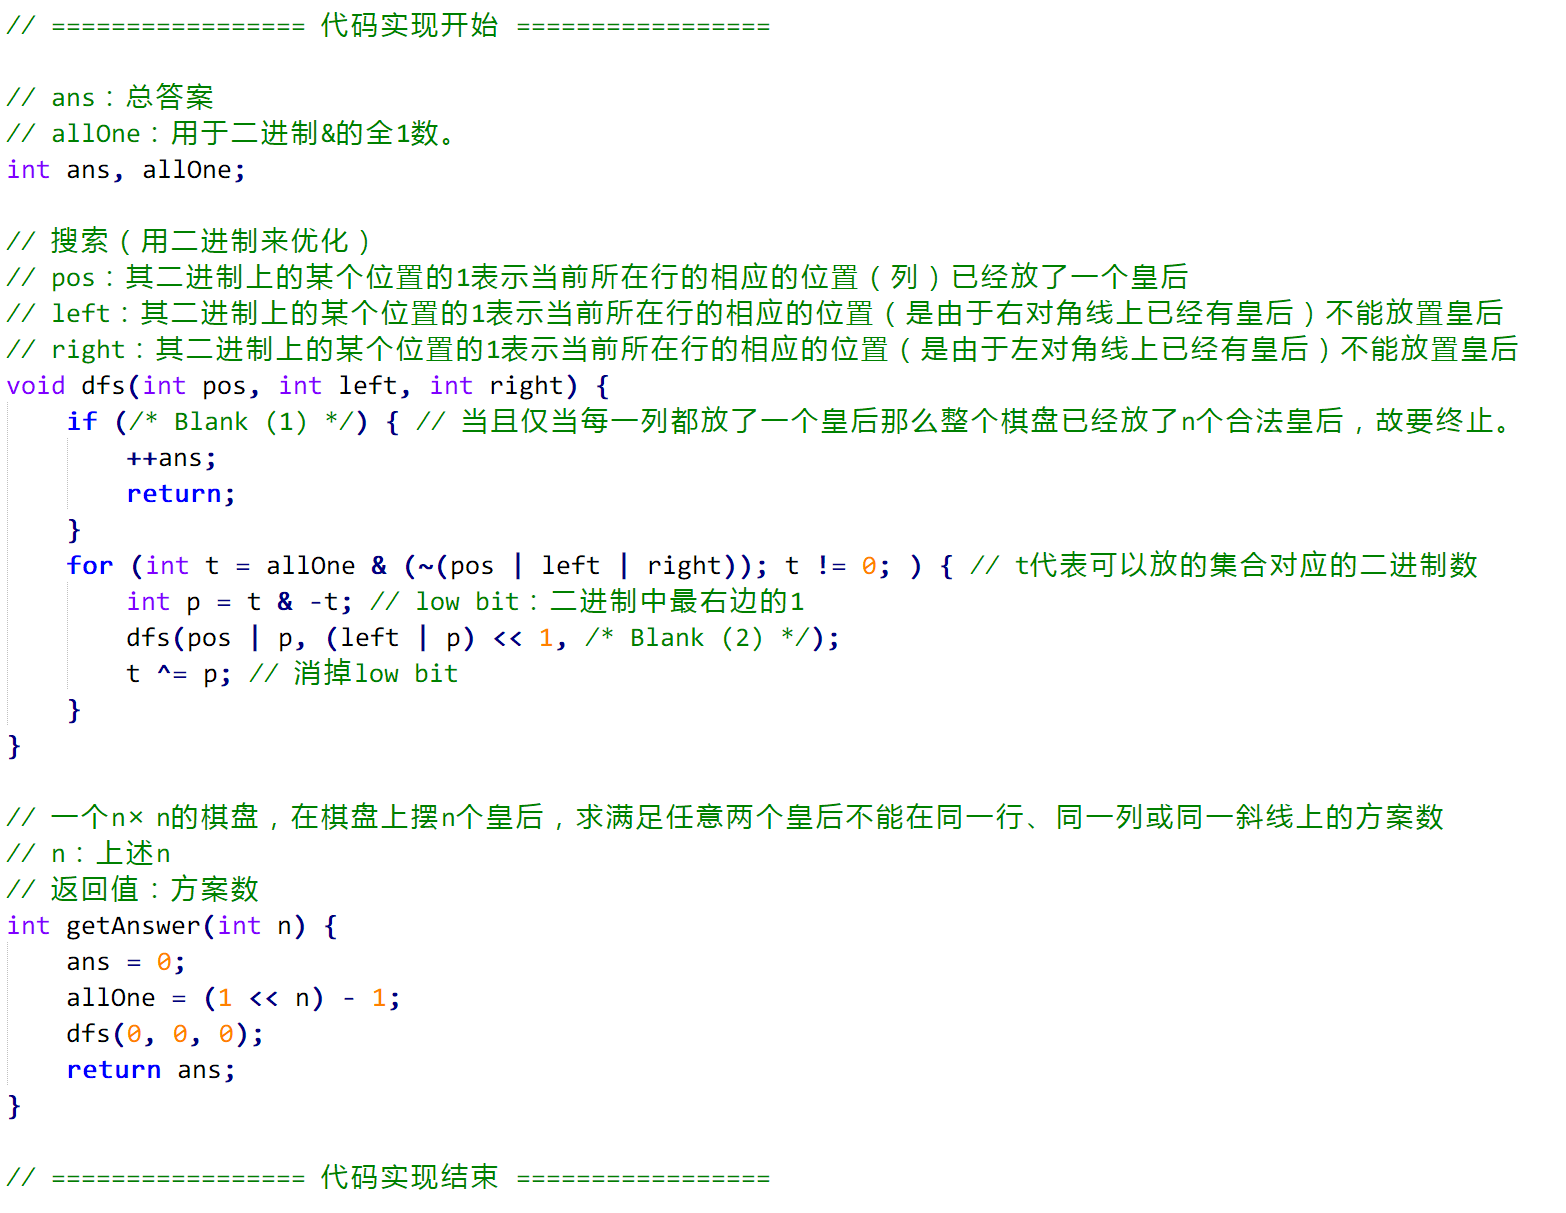 // ================= 代码实现开始 =================
// ans：总答案
// allOne：用于二进制&的全1数。
int ans, allOne;
// 搜索（用二进制来优化）
// pos：其二进制上的某个位置的1表示当前所在行的相应的位置（列）已经放了一个皇后
// left：其二进制上的某个位置的1表示当前所在行的相应的位置（是由于右对角线上已经有皇后）不能放置皇后
// right：其二进制上的某个位置的1表示当前所在行的相应的位置（是由于左对角线上已经有皇后）不能放置皇后
void dfs(int pos, int left, int right) {
    if (/* Blank (1) */) { // 当且仅当每一列都放了一个皇后那么整个棋盘已经放了n个合法皇后，故要终止。
        ++ans;
        return;
    }
    for (int t = allOne & (~(pos | left | right)); t != 0; ) { // t代表可以放的集合对应的二进制数
        int p = t & -t; // low bit：二进制中最右边的1
        dfs(pos | p, (left | p) << 1, /* Blank (2) */);
        t ^= p; // 消掉low bit
    }
}
// 一个n× n的棋盘，在棋盘上摆n个皇后，求满足任意两个皇后不能在同一行、同一列或同一斜线上的方案数
// n：上述n
// 返回值：方案数
int getAnswer(int n) {
    ans = 0;
    allOne = (1 << n) - 1;
    dfs(0, 0, 0);
    return ans;
}
// ================= 代码实现结束 =================